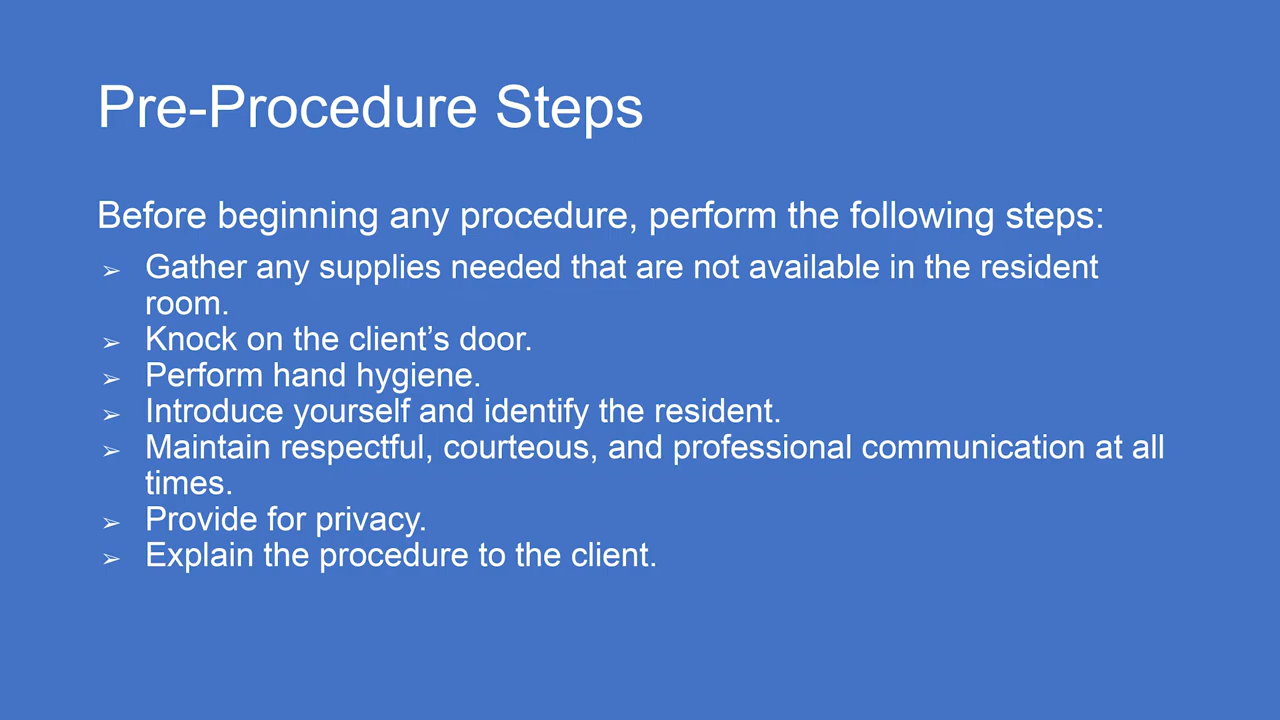 Pre-Procedure Steps
Before beginning any procedure, perform the following steps:
➢ Gather any supplies needed that are not available in the resident
room.
➢ Knock on the client’s door.
➢ Perform hand hygiene.
➢ Introduce yourself and identify the resident.
➢ Maintain respectful, courteous, and professional communication at all
times.
➢ Provide for privacy.
➢ Explain the procedure to the client.